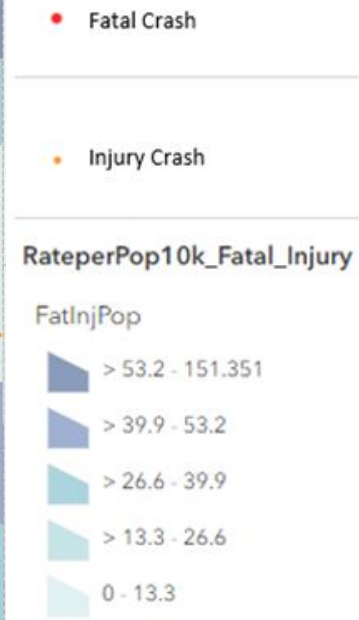 Fatal Crash
Injury Crash
RateperPop10k_Fatal_Injury
FatInjPop
> 53.2 - 151.351
> 39.9 - 53.2
> 26.6 - 39.9
> 13.3 - 26.6
0 - 13.3